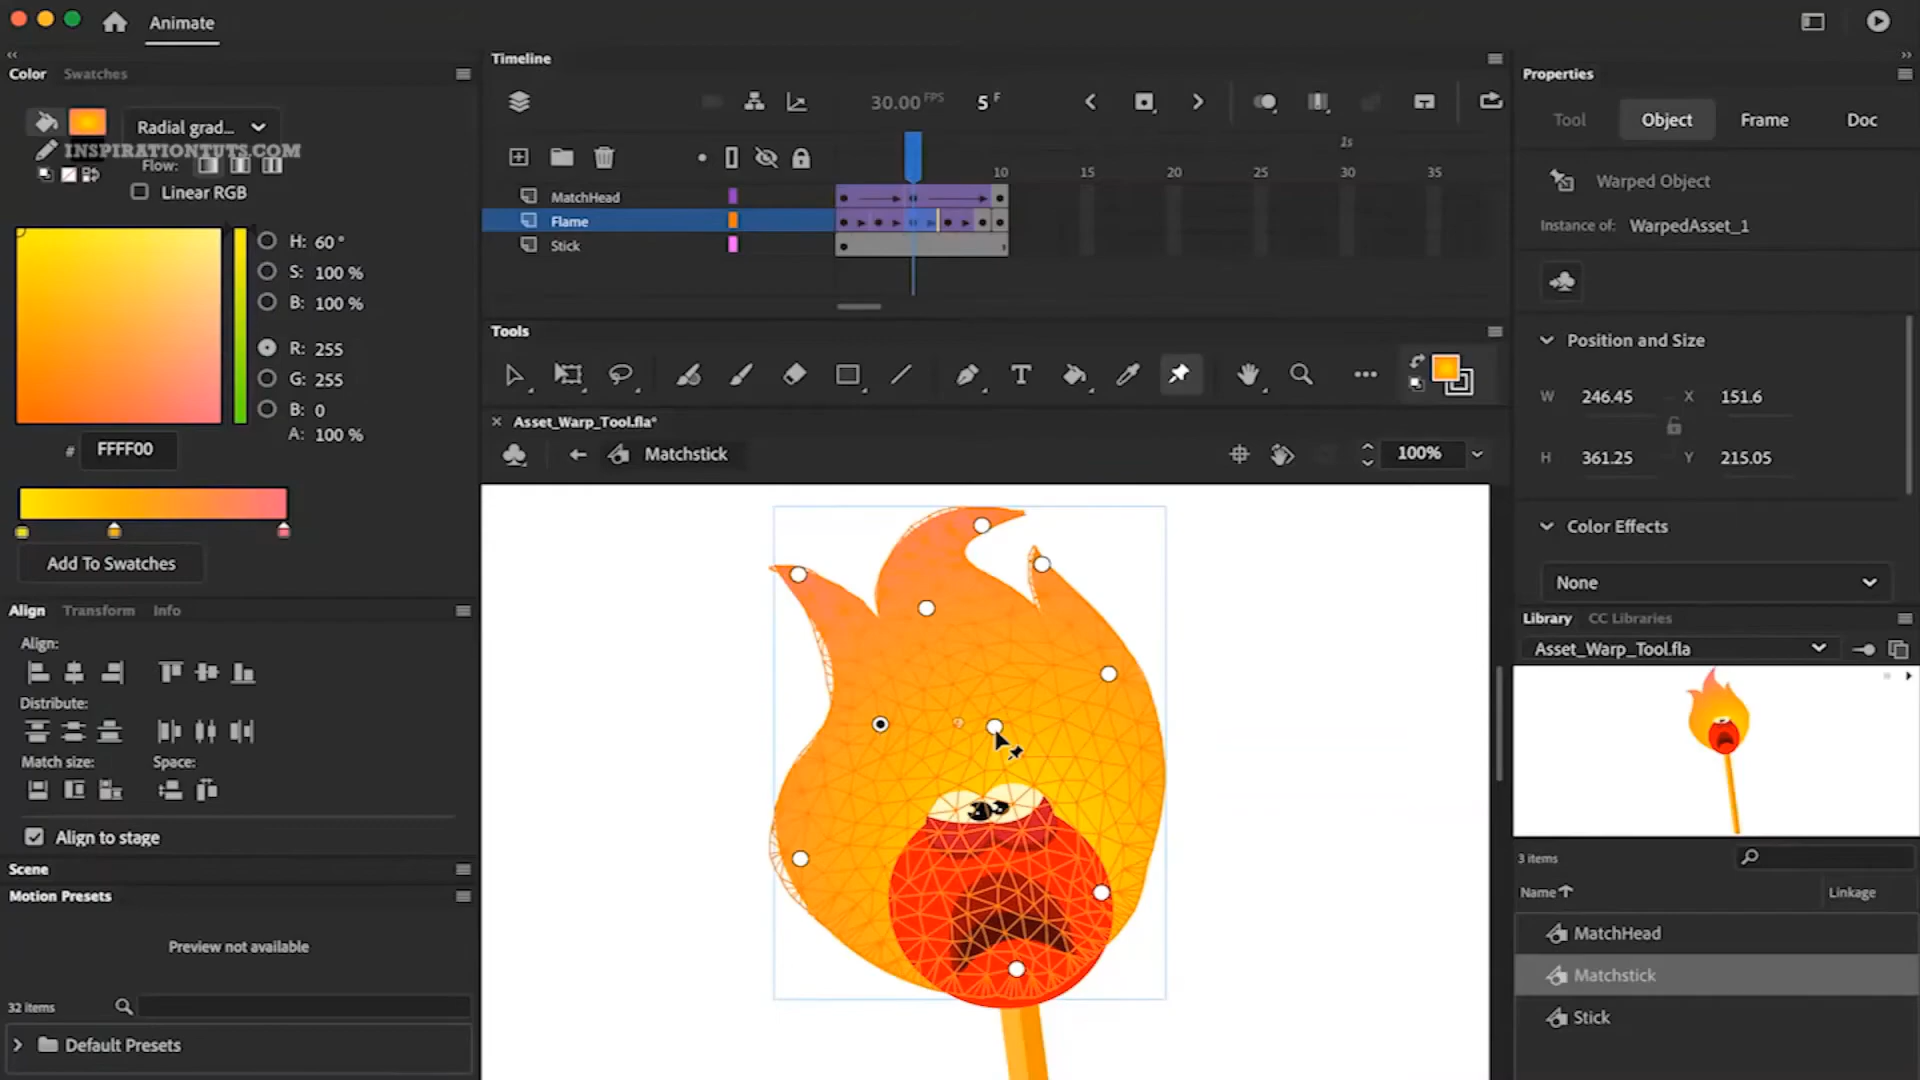 Animate
Color Swatches
Radial grad...
INSPIRATIONTUTS.COM
Flow:
Linear RGB
H: 60 °
S: 100 %
B: 100 %
R: 255
G: 255
B: 0
A: 100 %
# FFFF00
Add To Swatches
Align Transform Info
Align:
Distribute:
Match size: Space:
Align to stage
Scene
Motion Presets
Preview not available
32 items
Default Presets
Timeline
30.00 FPS 5 F
1s
10 15 20 25 30 35
MatchHead
Flame
Stick
Tools
Asset_Warp_Tool.fla*
Matchstick
100%
Properties
Tool Object Frame Doc
Warped Object
Instance of: WarpedAsset_1
Position and Size
W 246.45 X 151.6
H 361.25 Y 215.05
Color Effects
None
Library CC Libraries
Asset_Warp_Tool.fla
3 items
Name Linkage
MatchHead
Matchstick
Stick